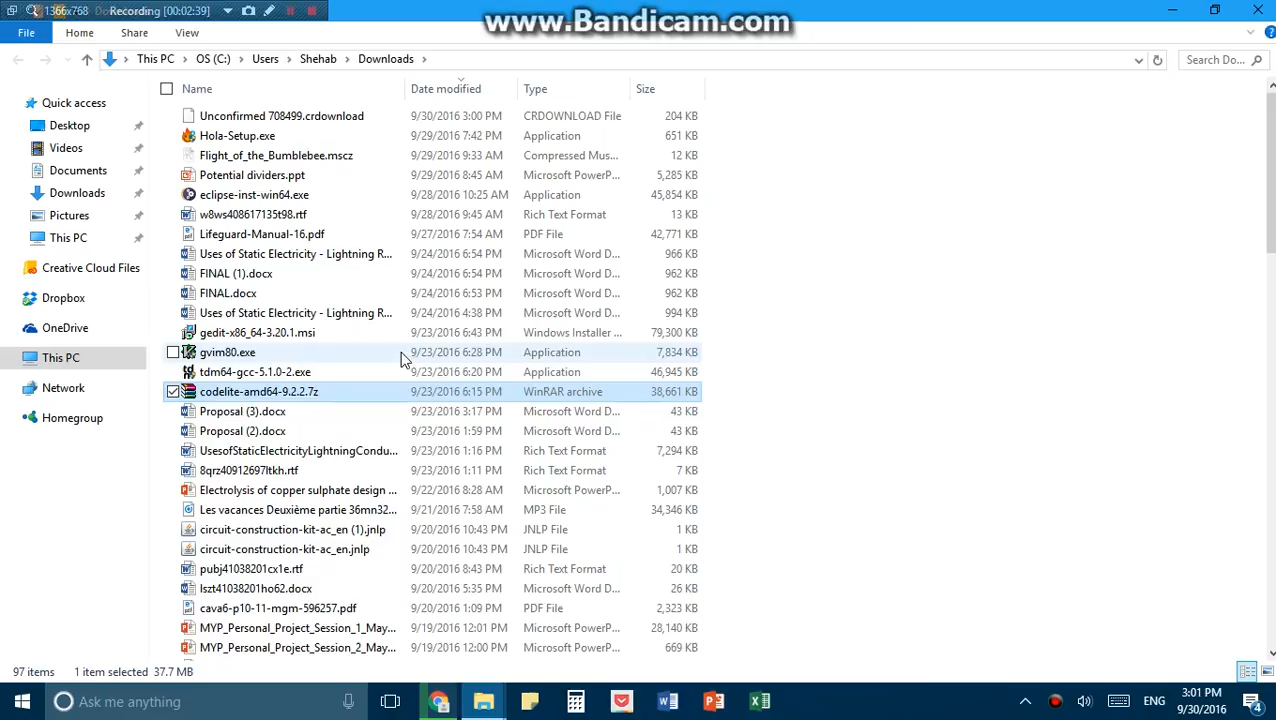 1366x768
Recording [00:02:39]
www.Bandicam.com
File Home Share View
This PC OS (C:) Users Shehab Downloads
Search Do...
Name Date modified Type Size
Quick access
Desktop
Videos
Documents
Downloads
Pictures
This PC
Creative Cloud Files
Dropbox
OneDrive
This PC
Network
Homegroup
Unconfirmed 708499.crdownload 9/30/2016 3:00 PM CRDOWNLOAD File 204 KB
Hola-Setup.exe 9/29/2016 7:42 PM Application 651 KB
Flight_of_the_Bumblebee.mscz 9/29/2016 9:33 AM Compressed Mus... 12 KB
Potential dividers.ppt 9/29/2016 8:45 AM Microsoft PowerP... 5,285 KB
eclipse-inst-win64.exe 9/28/2016 10:25 AM Application 45,854 KB
w8ws408617135t98.rtf 9/28/2016 9:45 AM Rich Text Format 13 KB
Lifeguard-Manual-16.pdf 9/27/2016 7:54 AM PDF File 42,771 KB
Uses of Static Electricity - Lightning R... 9/24/2016 6:54 PM Microsoft Word D... 966 KB
FINAL (1).docx 9/24/2016 6:54 PM Microsoft Word D... 962 KB
FINAL.docx 9/24/2016 6:53 PM Microsoft Word D... 962 KB
Uses of Static Electricity - Lightning R... 9/24/2016 4:38 PM Microsoft Word D... 994 KB
gedit-x86_64-3.20.1.msi 9/23/2016 6:43 PM Windows Installer ... 79,300 KB
gvim80.exe 9/23/2016 6:28 PM Application 7,834 KB
tdm64-gcc-5.1.0-2.exe 9/23/2016 6:20 PM Application 46,945 KB
codelite-amd64-9.2.2.7z 9/23/2016 6:15 PM WinRAR archive 38,661 KB
Proposal (3).docx 9/23/2016 3:17 PM Microsoft Word D... 43 KB
Proposal (2).docx 9/23/2016 1:59 PM Microsoft Word D... 43 KB
UsesofStaticElectricityLightningCondu... 9/23/2016 1:16 PM Rich Text Format 7,294 KB
8qrz40912697ltkh.rtf 9/23/2016 1:11 PM Rich Text Format 7 KB
Electrolysis of copper sulphate design ... 9/22/2016 8:28 AM Microsoft PowerP... 1,007 KB
Les vacances Deuxième partie 36mn32... 9/21/2016 7:58 AM MP3 File 34,346 KB
circuit-construction-kit-ac_en (1).jnlp 9/20/2016 10:43 PM JNLP File 1 KB
circuit-construction-kit-ac_en.jnlp 9/20/2016 10:43 PM JNLP File 1 KB
pubj41038201cx1e.rtf 9/20/2016 8:43 PM Rich Text Format 20 KB
lszt41038201ho62.docx 9/20/2016 5:35 PM Microsoft Word D... 26 KB
cava6-p10-11-mgm-596257.pdf 9/20/2016 1:09 PM PDF File 2,323 KB
MYP_Personal_Project_Session_1_May... 9/19/2016 12:01 PM Microsoft PowerP... 28,140 KB
MYP_Personal_Project_Session_2_May... 9/19/2016 12:00 PM Microsoft PowerP... 669 KB
97 items 1 item selected 37.7 MB
Ask me anything
ENG
3:01 PM
9/30/2016
4